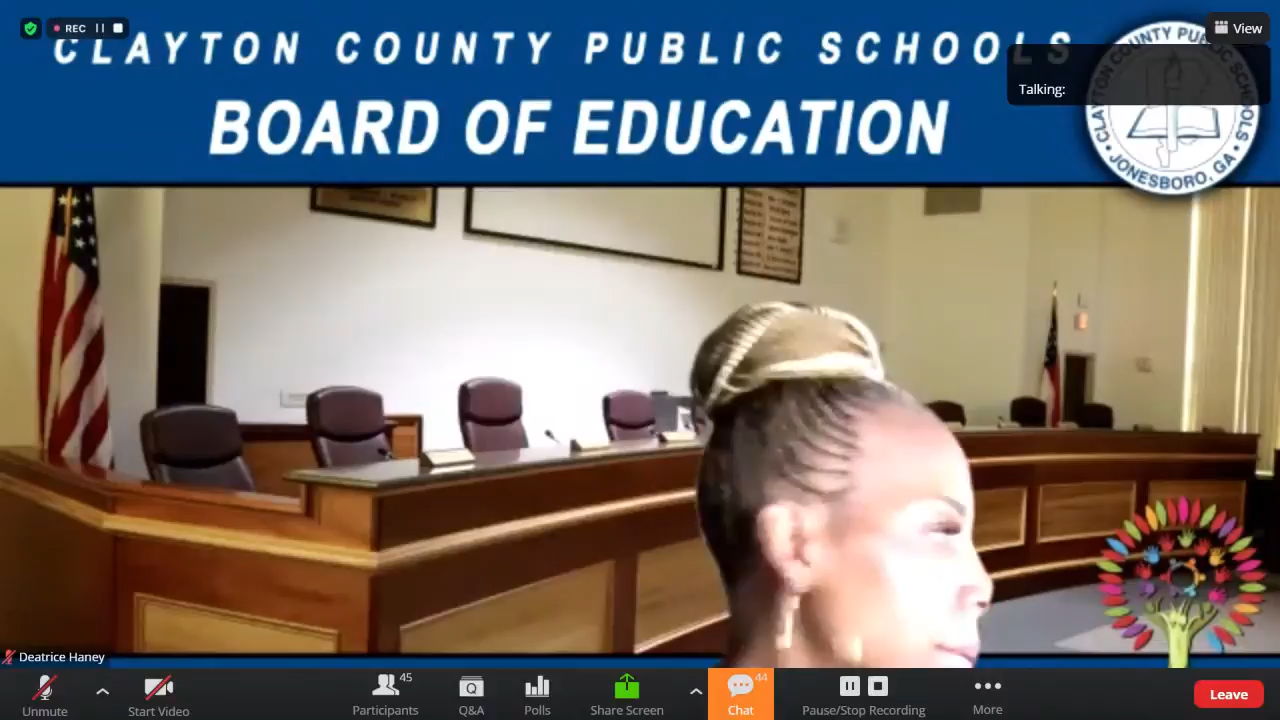 REC
View
CLAYTON COUNTY PUBLIC SCHOOLS
Talking:
BOARD OF EDUCATION
CLAYTON COUNTY PUBLIC SCHOOLS
• JONESBORO, GA •
Deatrice Haney
45
44
Unmute
Start Video
Participants
Q&A
Polls
Share Screen
Chat
Pause/Stop Recording
More
Leave